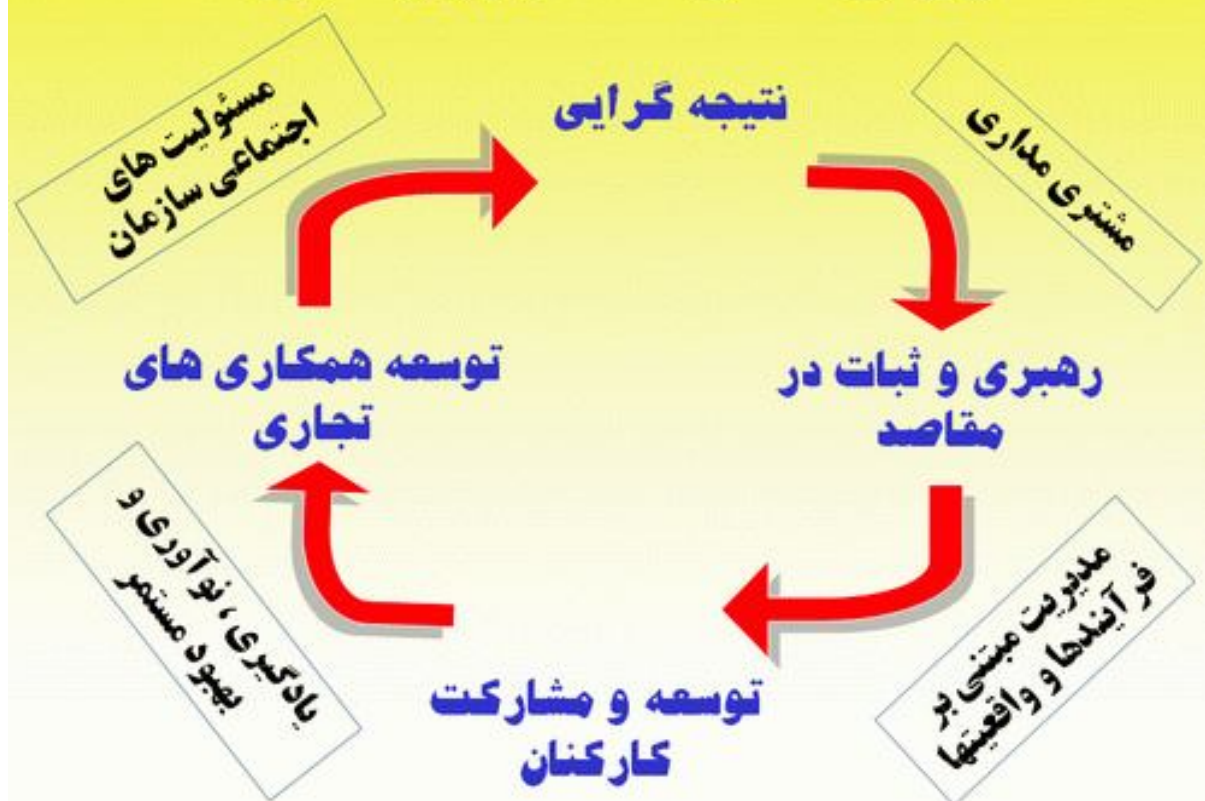 نتیجه گرایی
مشتری مداری
رهبری و ثبات در
مقاصد
مدیریت مبتنی بر
فرآیندها و واقعیتها
توسعه و مشارکت
کارکنان
یادگیری، نوآوری و
بهبود مستمر
توسعه همکاری های
تجاری
مسئولیت های
اجتماعی سازمان